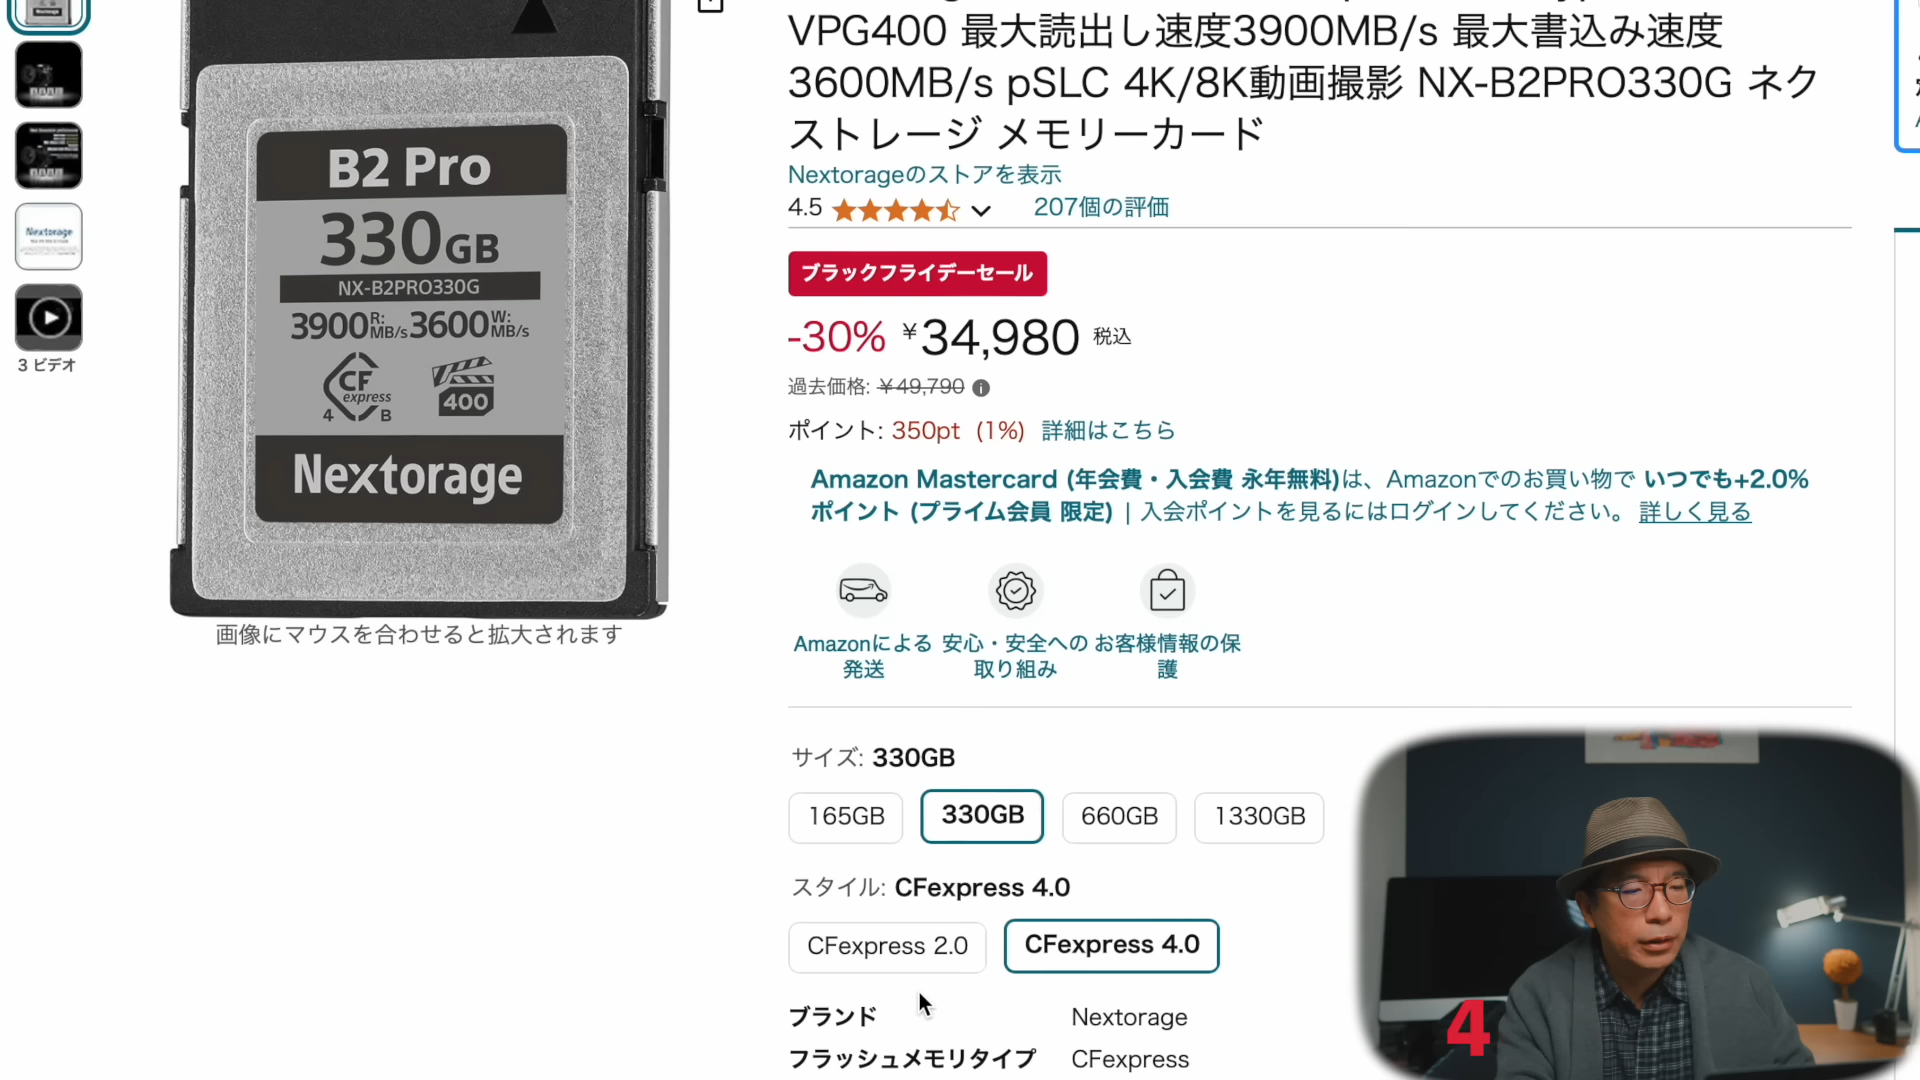 VPG400 最大読出し速度3900MB/s 最大書込み速度
3600MB/s pSLC 4K/8K動画撮影 NX-B2PRO330G ネク
ストレージ メモリーカード
Nextorageのストアを表示
4.5
207個の評価
ブラックフライデーセール
-30% ¥34,980 税込
過去価格: ¥49,790
ポイント: 350pt (1%) 詳細はこちら
Amazon Mastercard (年会費・入会費 永年無料)は、Amazonでのお買い物で いつでも+2.0%
ポイント (プライム会員 限定) | 入会ポイントを見るにはログインしてください。 詳しく見る
Amazonによる
発送
安心・安全への
取り組み
お客様情報の保
護
サイズ: 330GB
165GB
330GB
660GB
1330GB
スタイル: CFexpress 4.0
CFexpress 2.0
CFexpress 4.0
ブランド Nextorage
フラッシュメモリタイプ CFexpress
B2 Pro
330GB
NX-B2PRO330G
3900R:MB/s 3600W:MB/s
CF
express
4 B
400
Nextorage
画像にマウスを合わせると拡大されます
Nextorage
3 ビデオ
4